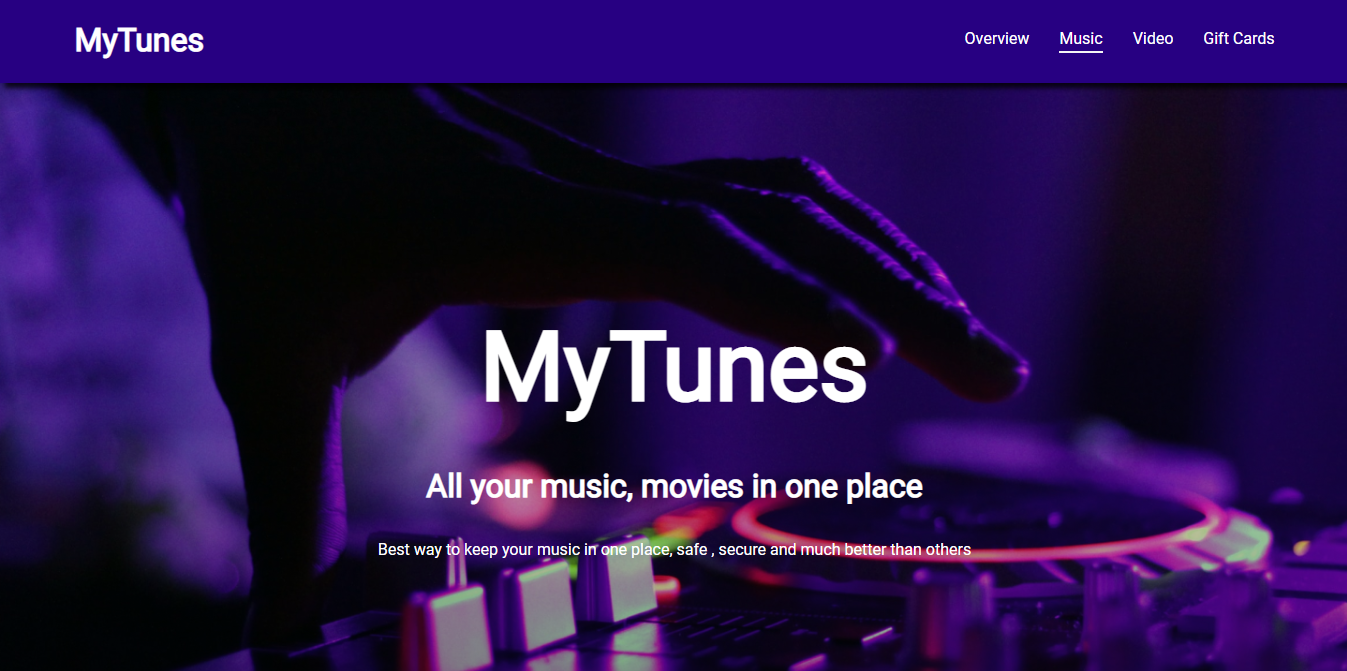 MyTunes
Overview Music Video Gift Cards
MyTunes
All your music, movies in one place
Best way to keep your music in one place, safe , secure and much better than others